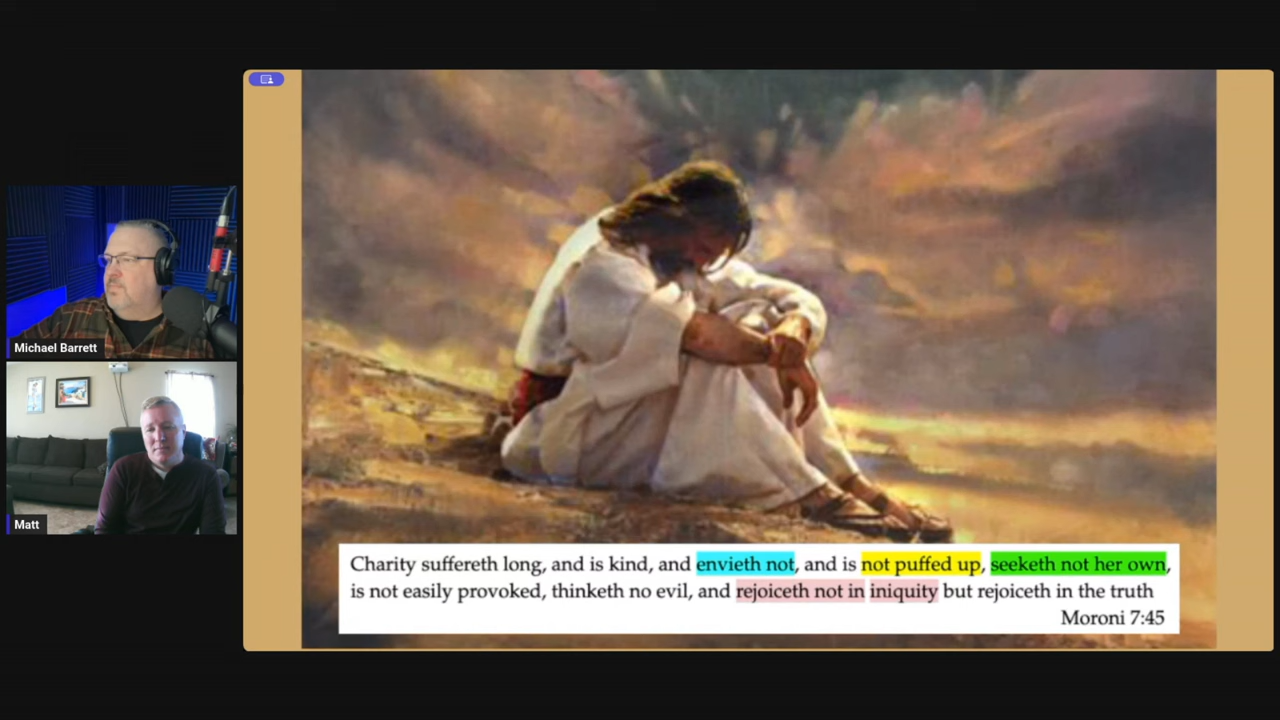 Michael Barrett
Matt
Charity suffereth long, and is kind, and envieth not, and is not puffed up, seeketh not her own,
is not easily provoked, thinketh no evil, and rejoiceth not in iniquity but rejoiceth in the truth
Moroni 7:45